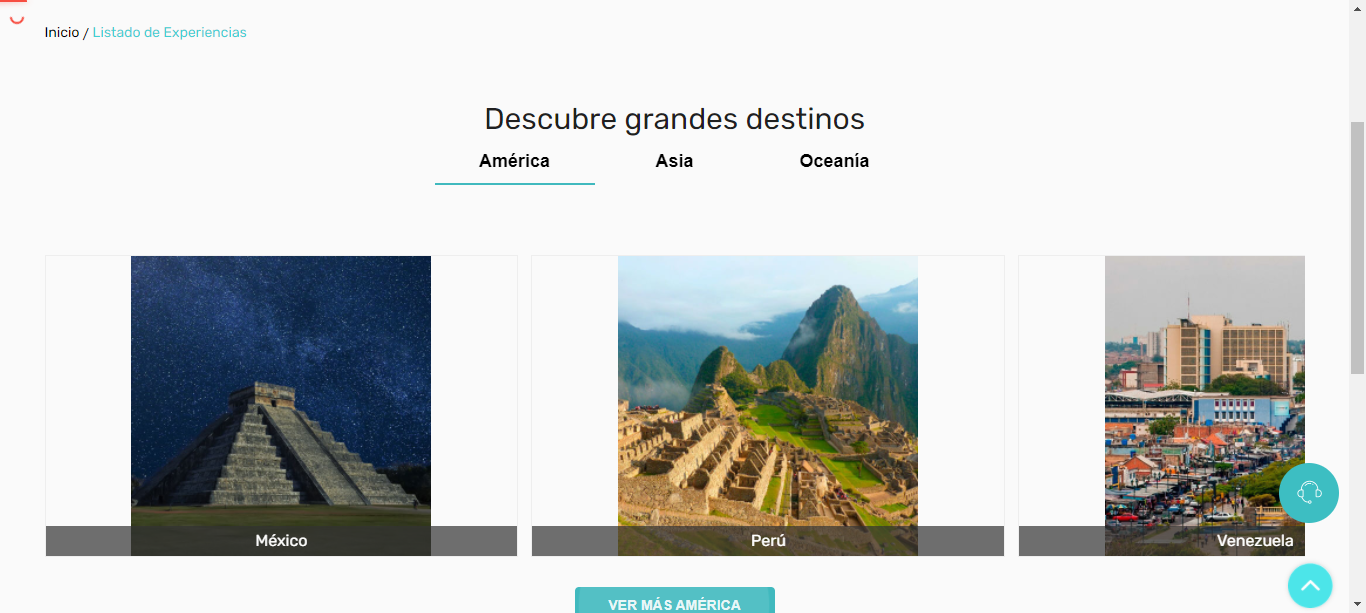 Inicio / Listado de Experiencias
Descubre grandes destinos
América Asia Oceanía
México Perú Venezuela
VER MÁS AMÉRICA